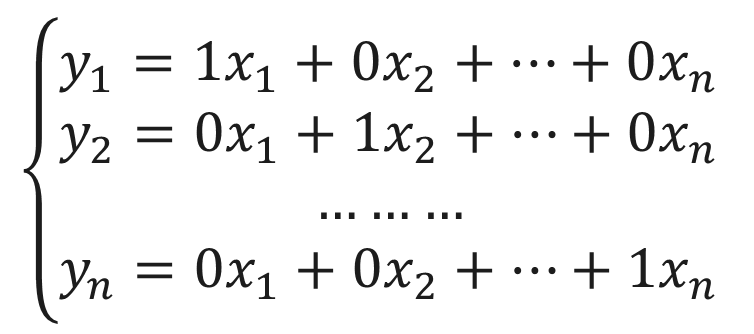 y₁ = 1x₁ + 0x₂ + ⋯ + 0xₙ
y₂ = 0x₁ + 1x₂ + ⋯ + 0xₙ
… … …
yₙ = 0x₁ + 0x₂ + ⋯ + 1xₙ